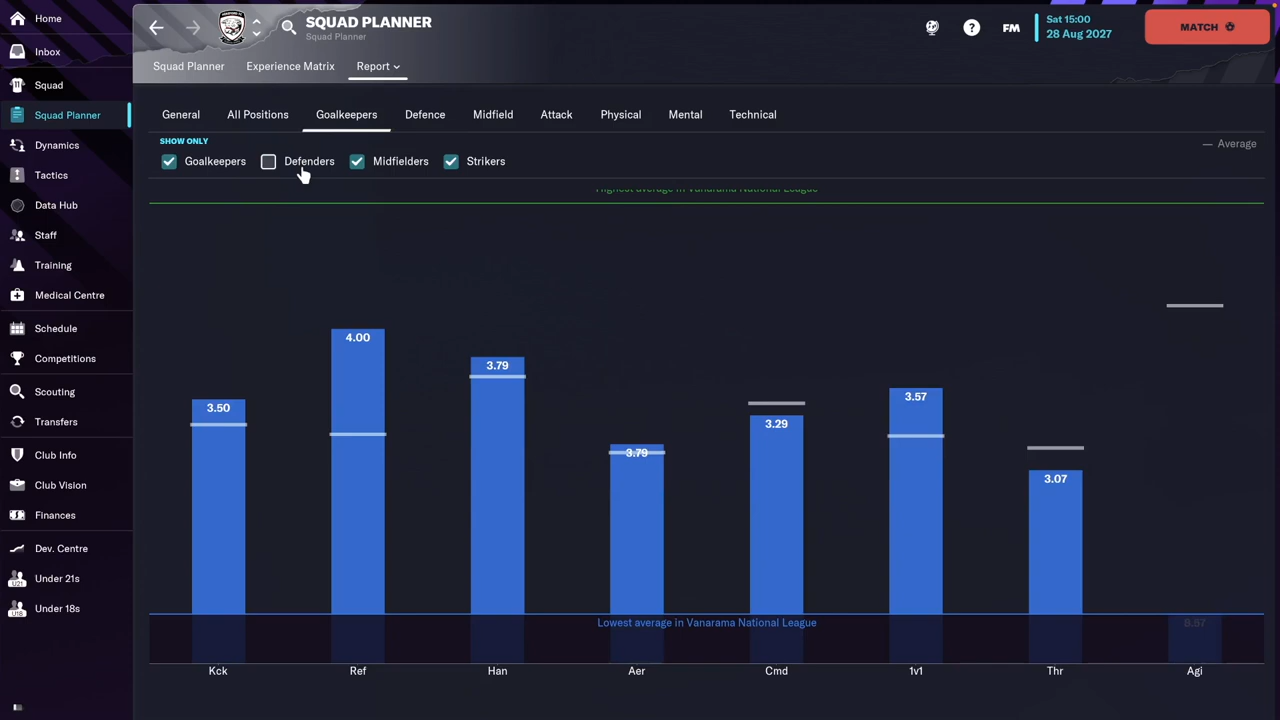 Home
Inbox
Squad
Squad Planner
Dynamics
Tactics
Data Hub
Staff
Training
Medical Centre
Schedule
Competitions
Scouting
Transfers
Club Info
Club Vision
Finances
Dev. Centre
Under 21s
Under 18s
SQUAD PLANNER
Squad Planner
FM
Sat 15:00
28 Aug 2027
MATCH
Squad Planner Experience Matrix Report
General All Positions Goalkeepers Defence Midfield Attack Physical Mental Technical
SHOW ONLY
Goalkeepers Defenders Midfielders Strikers
Average
Highest average in Vanarama National League
3.50 4.00 3.79 3.79 3.29 3.57 3.07
Lowest average in Vanarama National League
Kck Ref Han Aer Cmd 1v1 Thr Agi